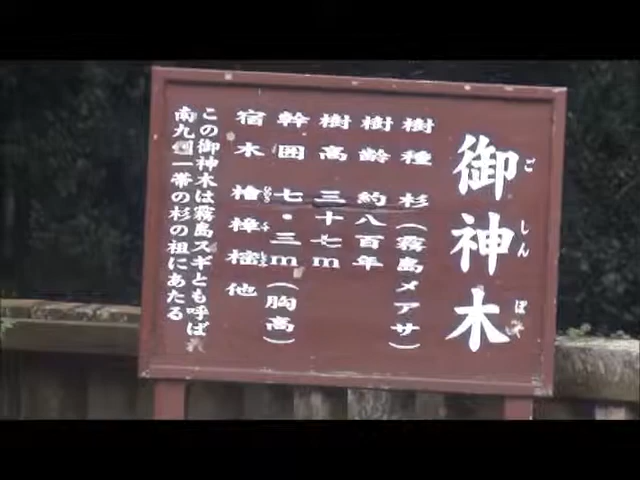 御神木
ごしんぼく
樹種 杉(霧島メアサ)
樹齢 約八百年
樹高 三十七m
幹囲 七・三m(胸高)
宿木 檜 樟 他
この御神木は霧島スギとも呼ばれ
南九州一帯の杉の祖にあたる